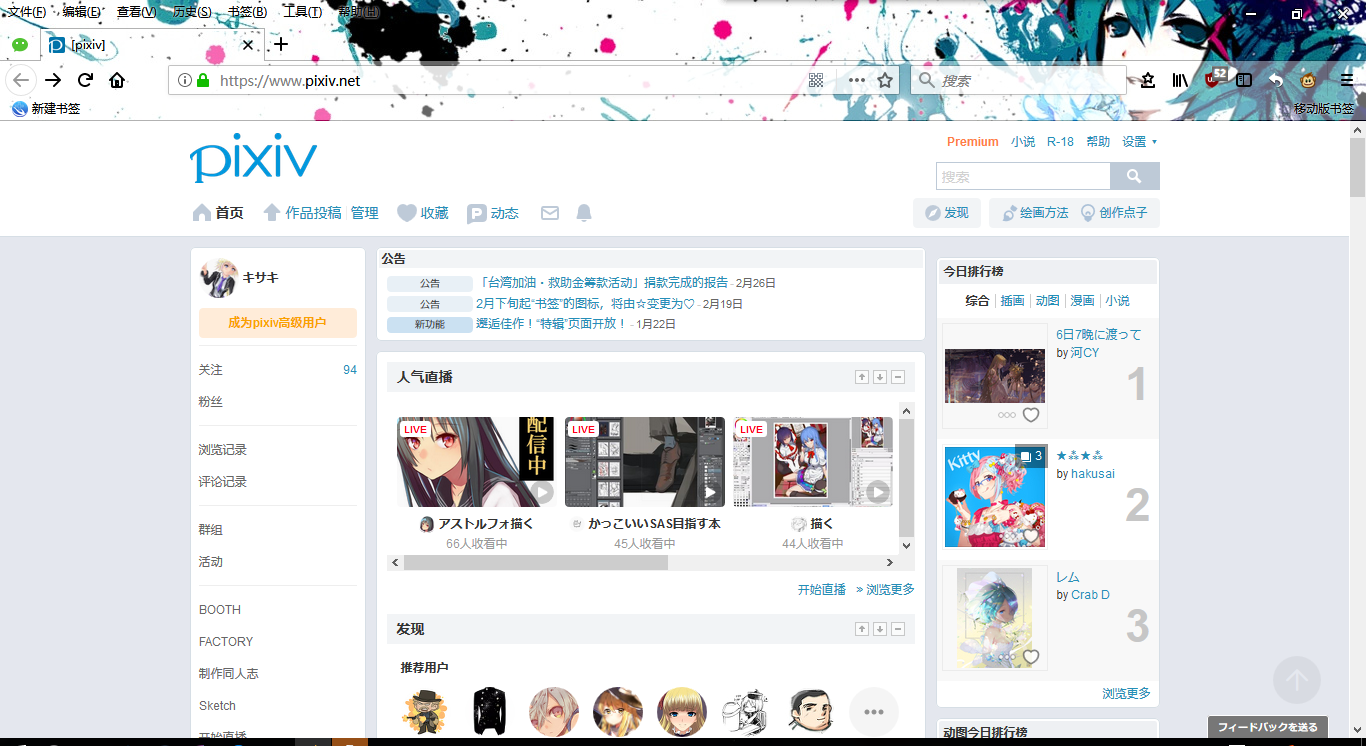 文件(F) 编辑(E) 查看(V) 历史(S) 书签(B) 工具(T) 帮助(H)
[pixiv]
https://www.pixiv.net
搜索
52
新建书签
移动版书签
pixiv
Premium 小说 R-18 帮助 设置
搜索
首页 作品投稿 管理 收藏 动态
发现 绘画方法 创作点子
キサキ
成为pixiv高级用户
关注 94
粉丝
浏览记录
评论记录
群组
活动
BOOTH
FACTORY
制作同人志
Sketch
开始直播
公告
公告 「台湾加油・救助金筹款活动」捐款完成的报告 - 2月26日
公告 2月下旬起“书签”的图标，将由☆变更为♡ - 2月19日
新功能 邂逅佳作！“特辑”页面开放！ - 1月22日
人气直播
LIVE
配信中
アストルフォ描く
66人收看中
LIVE
かっこいいSAS目指す本
45人收看中
LIVE
描く
44人收看中
开始直播 » 浏览更多
发现
推荐用户
今日排行榜
综合 插画 动图 漫画 小说
6日7晩に渡って
by 河CY
1
Kitty
3
★⁂★⁂
by hakusai
2
レム
by Crab D
3
浏览更多
动图今日排行榜
フィードバックを送る